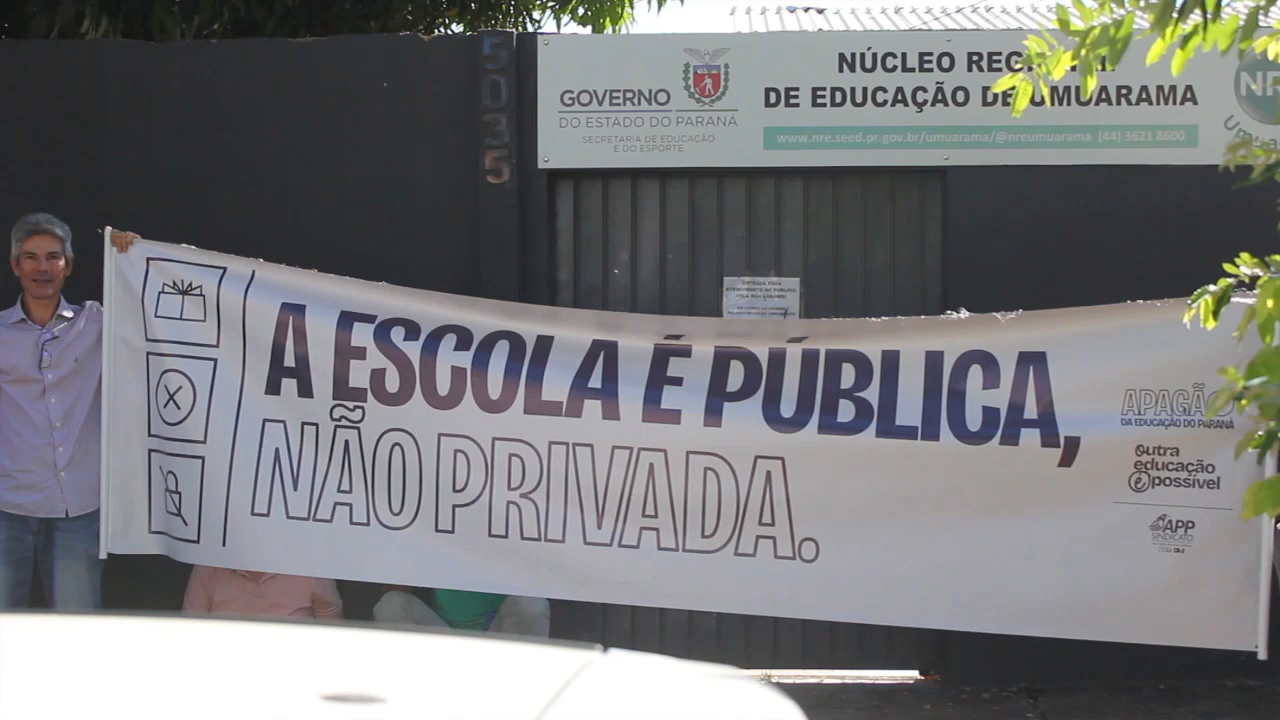 5035
GOVERNO
DO ESTADO DO PARANÁ
SECRETARIA DE EDUCAÇÃO
E DO ESPORTE
NÚCLEO
DE EDUCAÇÃO DE UMUARAMA
www.nre.seed.pr.gov.br/umuarama/@nreumuarama (44) 3621 8600
NR
A ESCOLA É PÚBLICA,
NÃO PRIVADA.
APAGÃO
DA EDUCAÇÃO DO PARANÁ
outra
educação
é possível
APP
SINDICATO